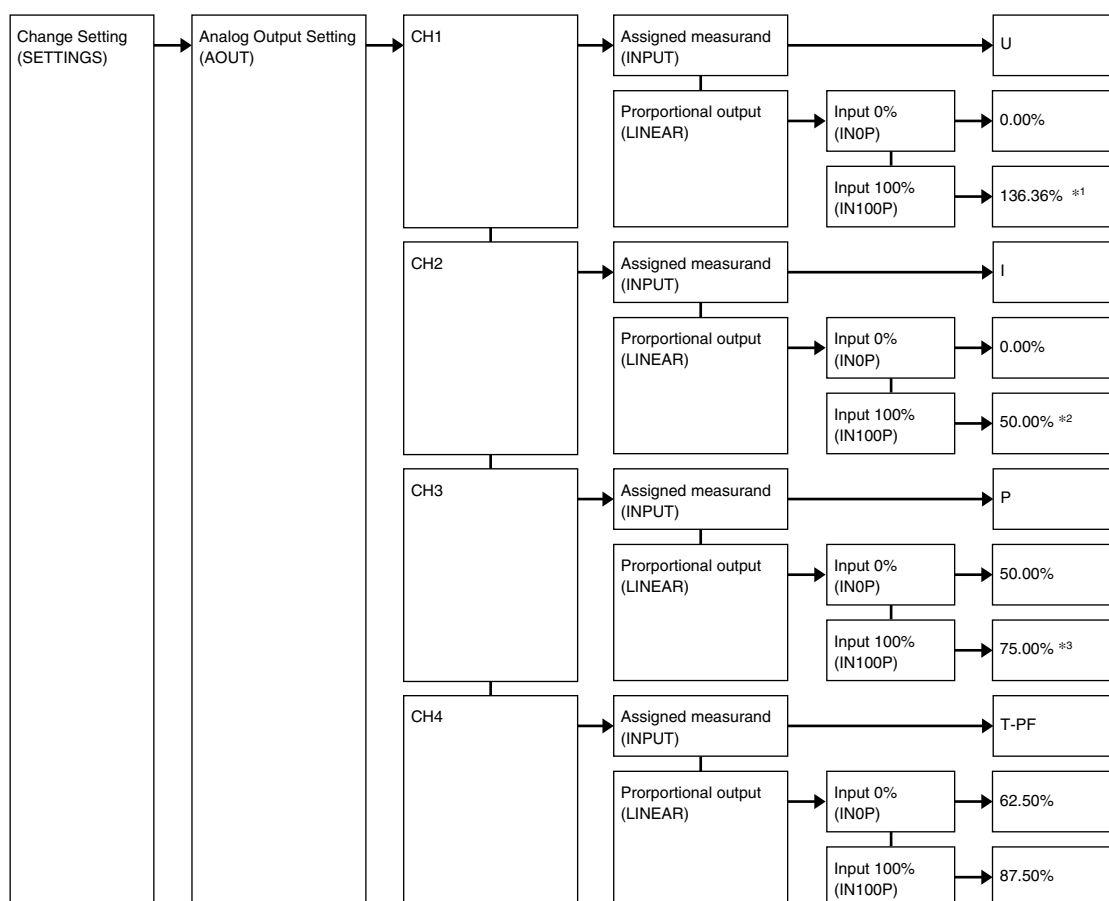 Change Setting
(SETTINGS)
Analog Output Setting
(AOUT)
CH1
Assigned measurand
(INPUT)
U
Prorportional output
(LINEAR)
Input 0%
(IN0P)
0.00%
Input 100%
(IN100P)
136.36% *1
CH2
Assigned measurand
(INPUT)
I
Prorportional output
(LINEAR)
Input 0%
(IN0P)
0.00%
Input 100%
(IN100P)
50.00% *2
CH3
Assigned measurand
(INPUT)
P
Prorportional output
(LINEAR)
Input 0%
(IN0P)
50.00%
Input 100%
(IN100P)
75.00% *3
CH4
Assigned measurand
(INPUT)
T-PF
Prorportional output
(LINEAR)
Input 0%
(IN0P)
62.50%
Input 100%
(IN100P)
87.50%